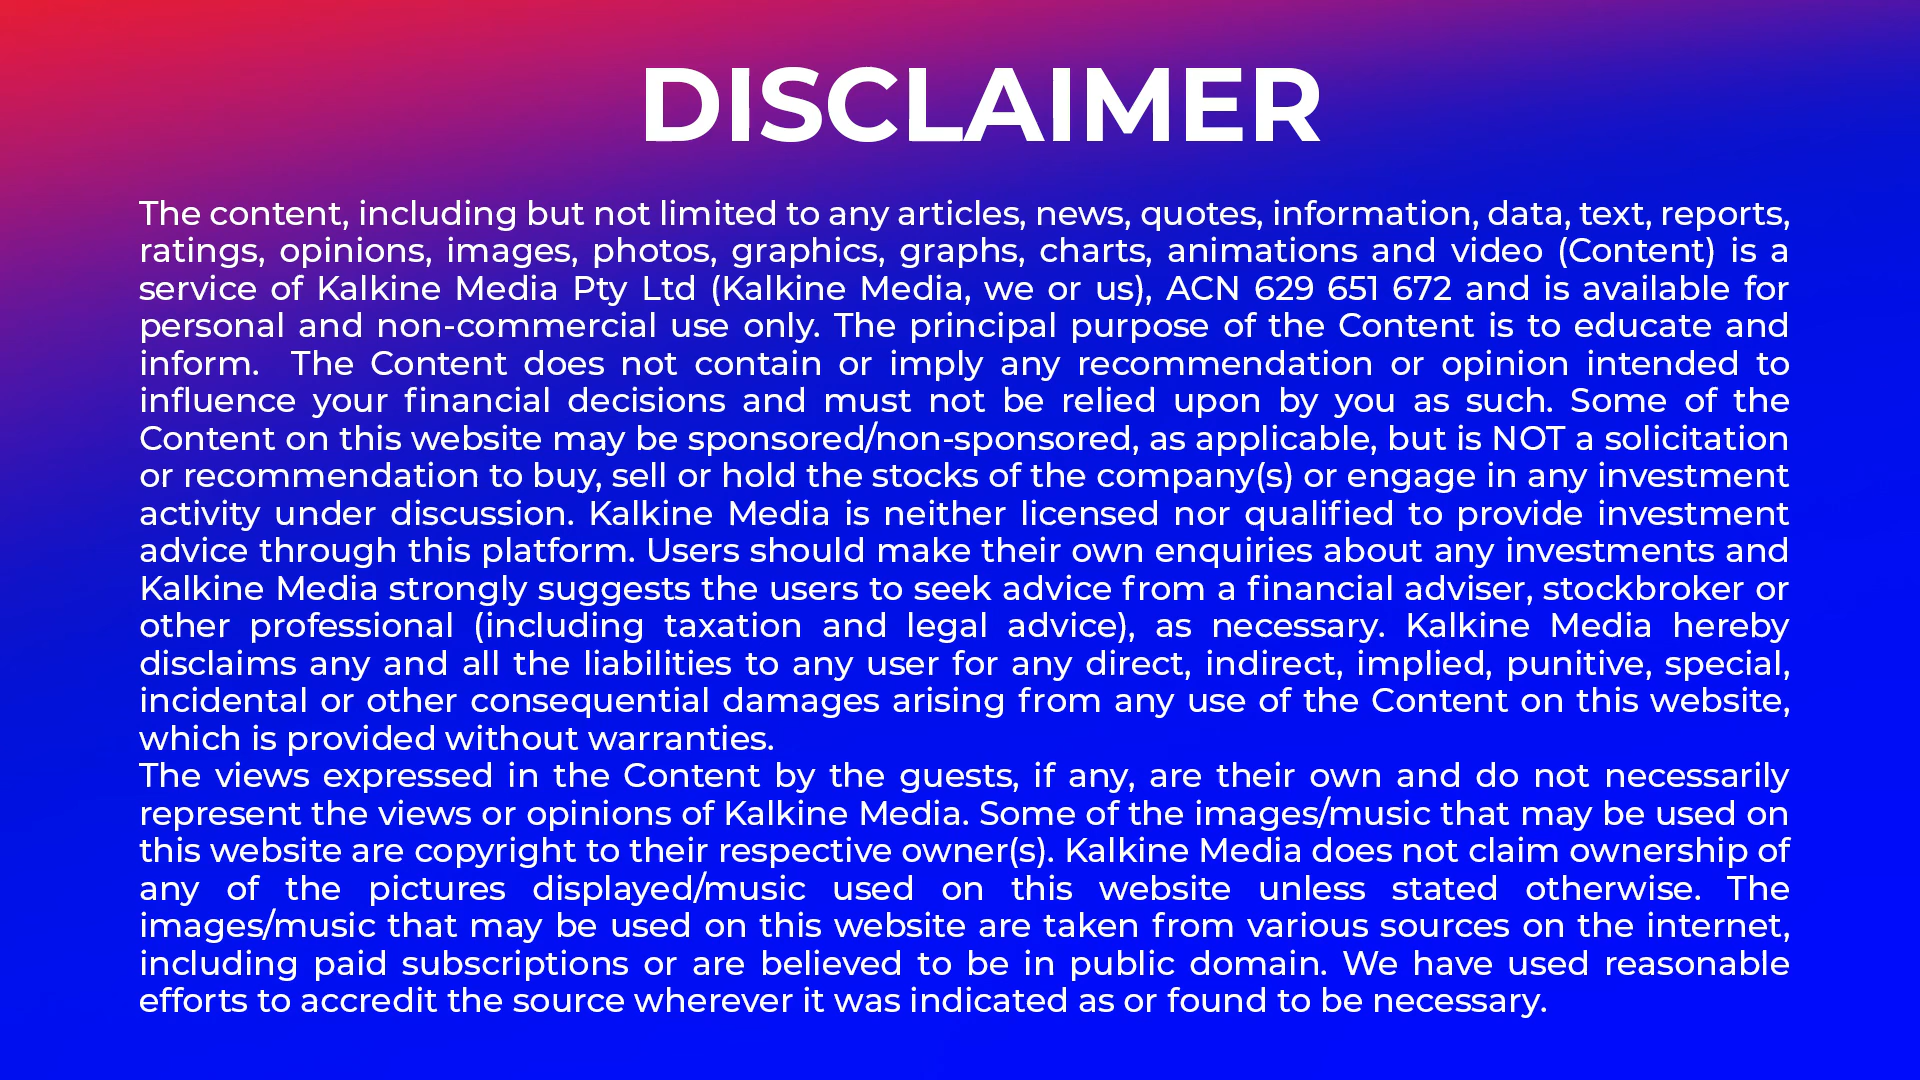 DISCLAIMER
The content, including but not limited to any articles, news, quotes, information, data, text, reports,
ratings, opinions, images, photos, graphics, graphs, charts, animations and video (Content) is a
service of Kalkine Media Pty Ltd (Kalkine Media, we or us), ACN 629 651 672 and is available for
personal and non-commercial use only. The principal purpose of the Content is to educate and
inform.  The Content does not contain or imply any recommendation or opinion intended to
influence your financial decisions and must not be relied upon by you as such. Some of the
Content on this website may be sponsored/non-sponsored, as applicable, but is NOT a solicitation
or recommendation to buy, sell or hold the stocks of the company(s) or engage in any investment
activity under discussion. Kalkine Media is neither licensed nor qualified to provide investment
advice through this platform. Users should make their own enquiries about any investments and
Kalkine Media strongly suggests the users to seek advice from a financial adviser, stockbroker or
other professional (including taxation and legal advice), as necessary. Kalkine Media hereby
disclaims any and all the liabilities to any user for any direct, indirect, implied, punitive, special,
incidental or other consequential damages arising from any use of the Content on this website,
which is provided without warranties.
The views expressed in the Content by the guests, if any, are their own and do not necessarily
represent the views or opinions of Kalkine Media. Some of the images/music that may be used on
this website are copyright to their respective owner(s). Kalkine Media does not claim ownership of
any of the pictures displayed/music used on this website unless stated otherwise. The
images/music that may be used on this website are taken from various sources on the internet,
including paid subscriptions or are believed to be in public domain. We have used reasonable
efforts to accredit the source wherever it was indicated as or found to be necessary.